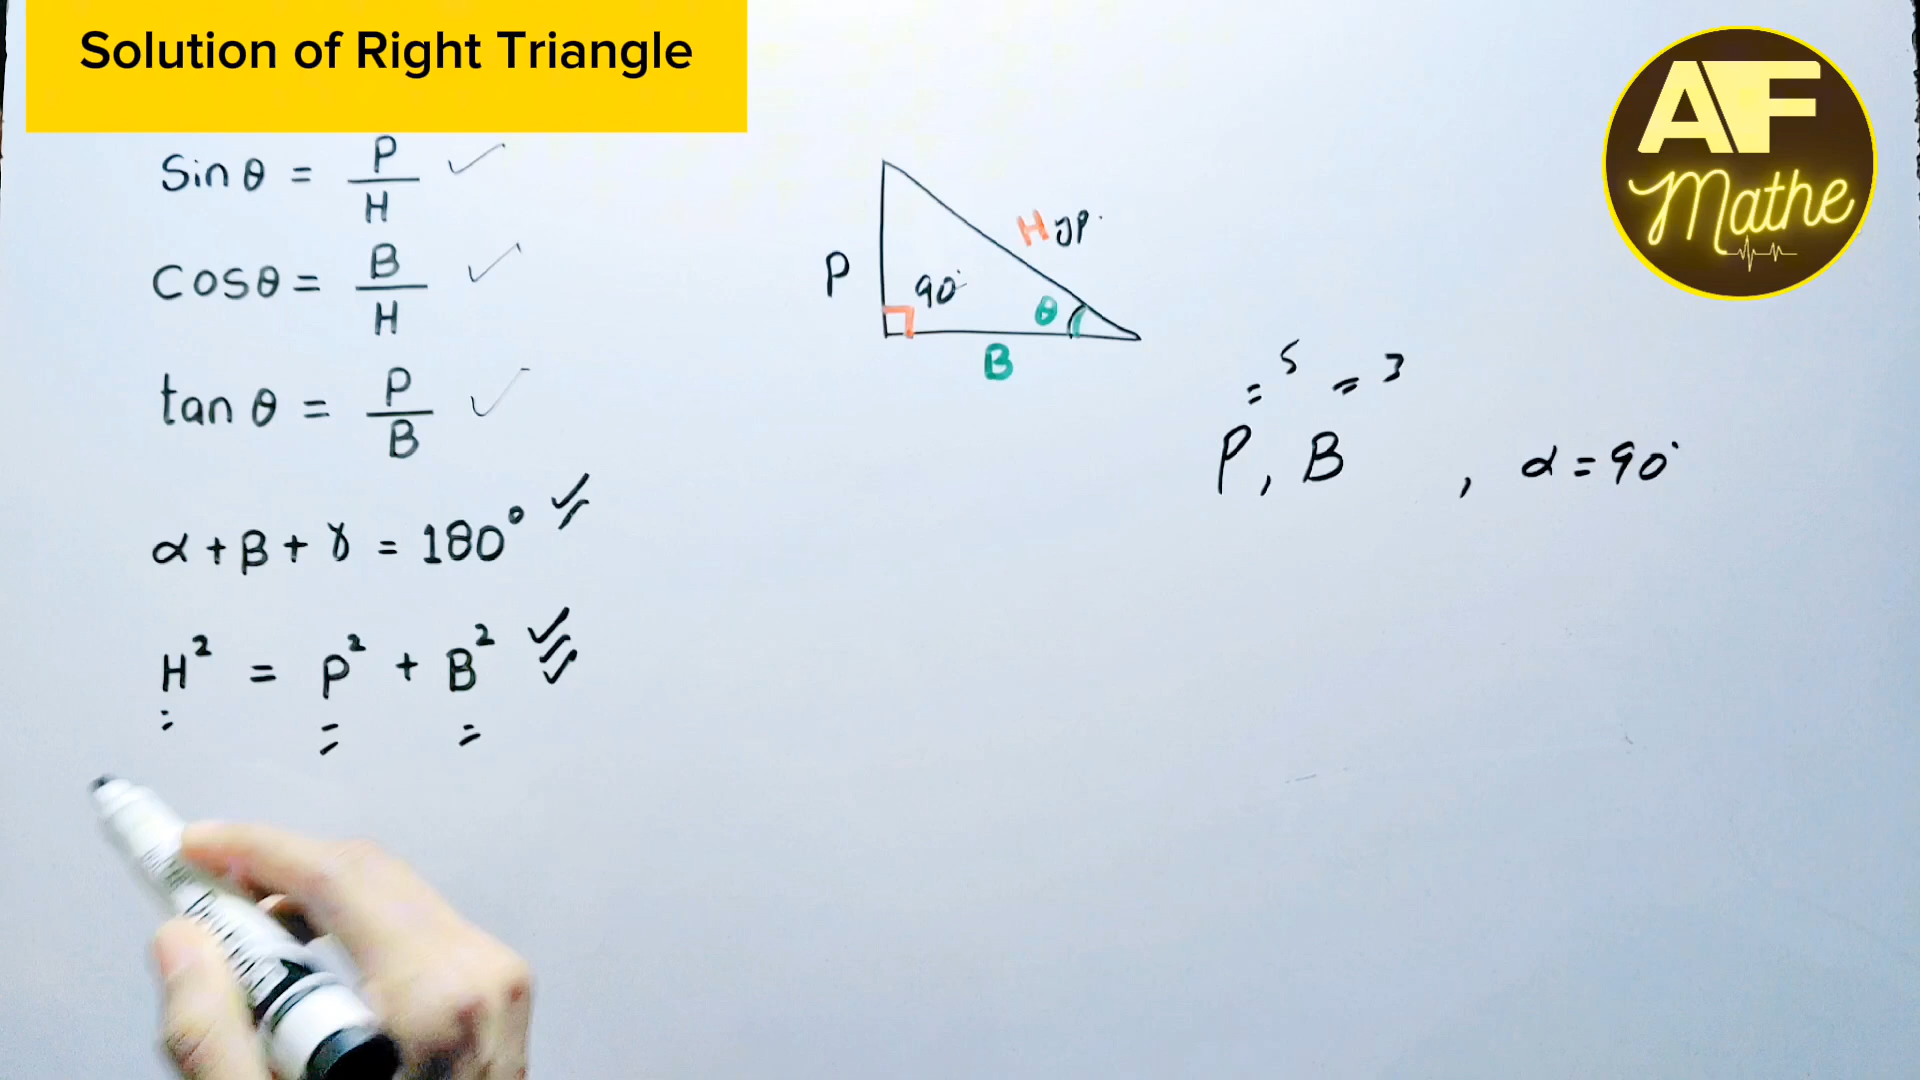 Solution of Right Triangle
AF
Mathe
Sin θ = P/H ✓
Cos θ = B/H ✓
tan θ = P/B ✓
α + β + γ = 180°
H² = P² + B²
P
90°
θ
Hyp.
B
= 5 = 3
P, B , α = 90°